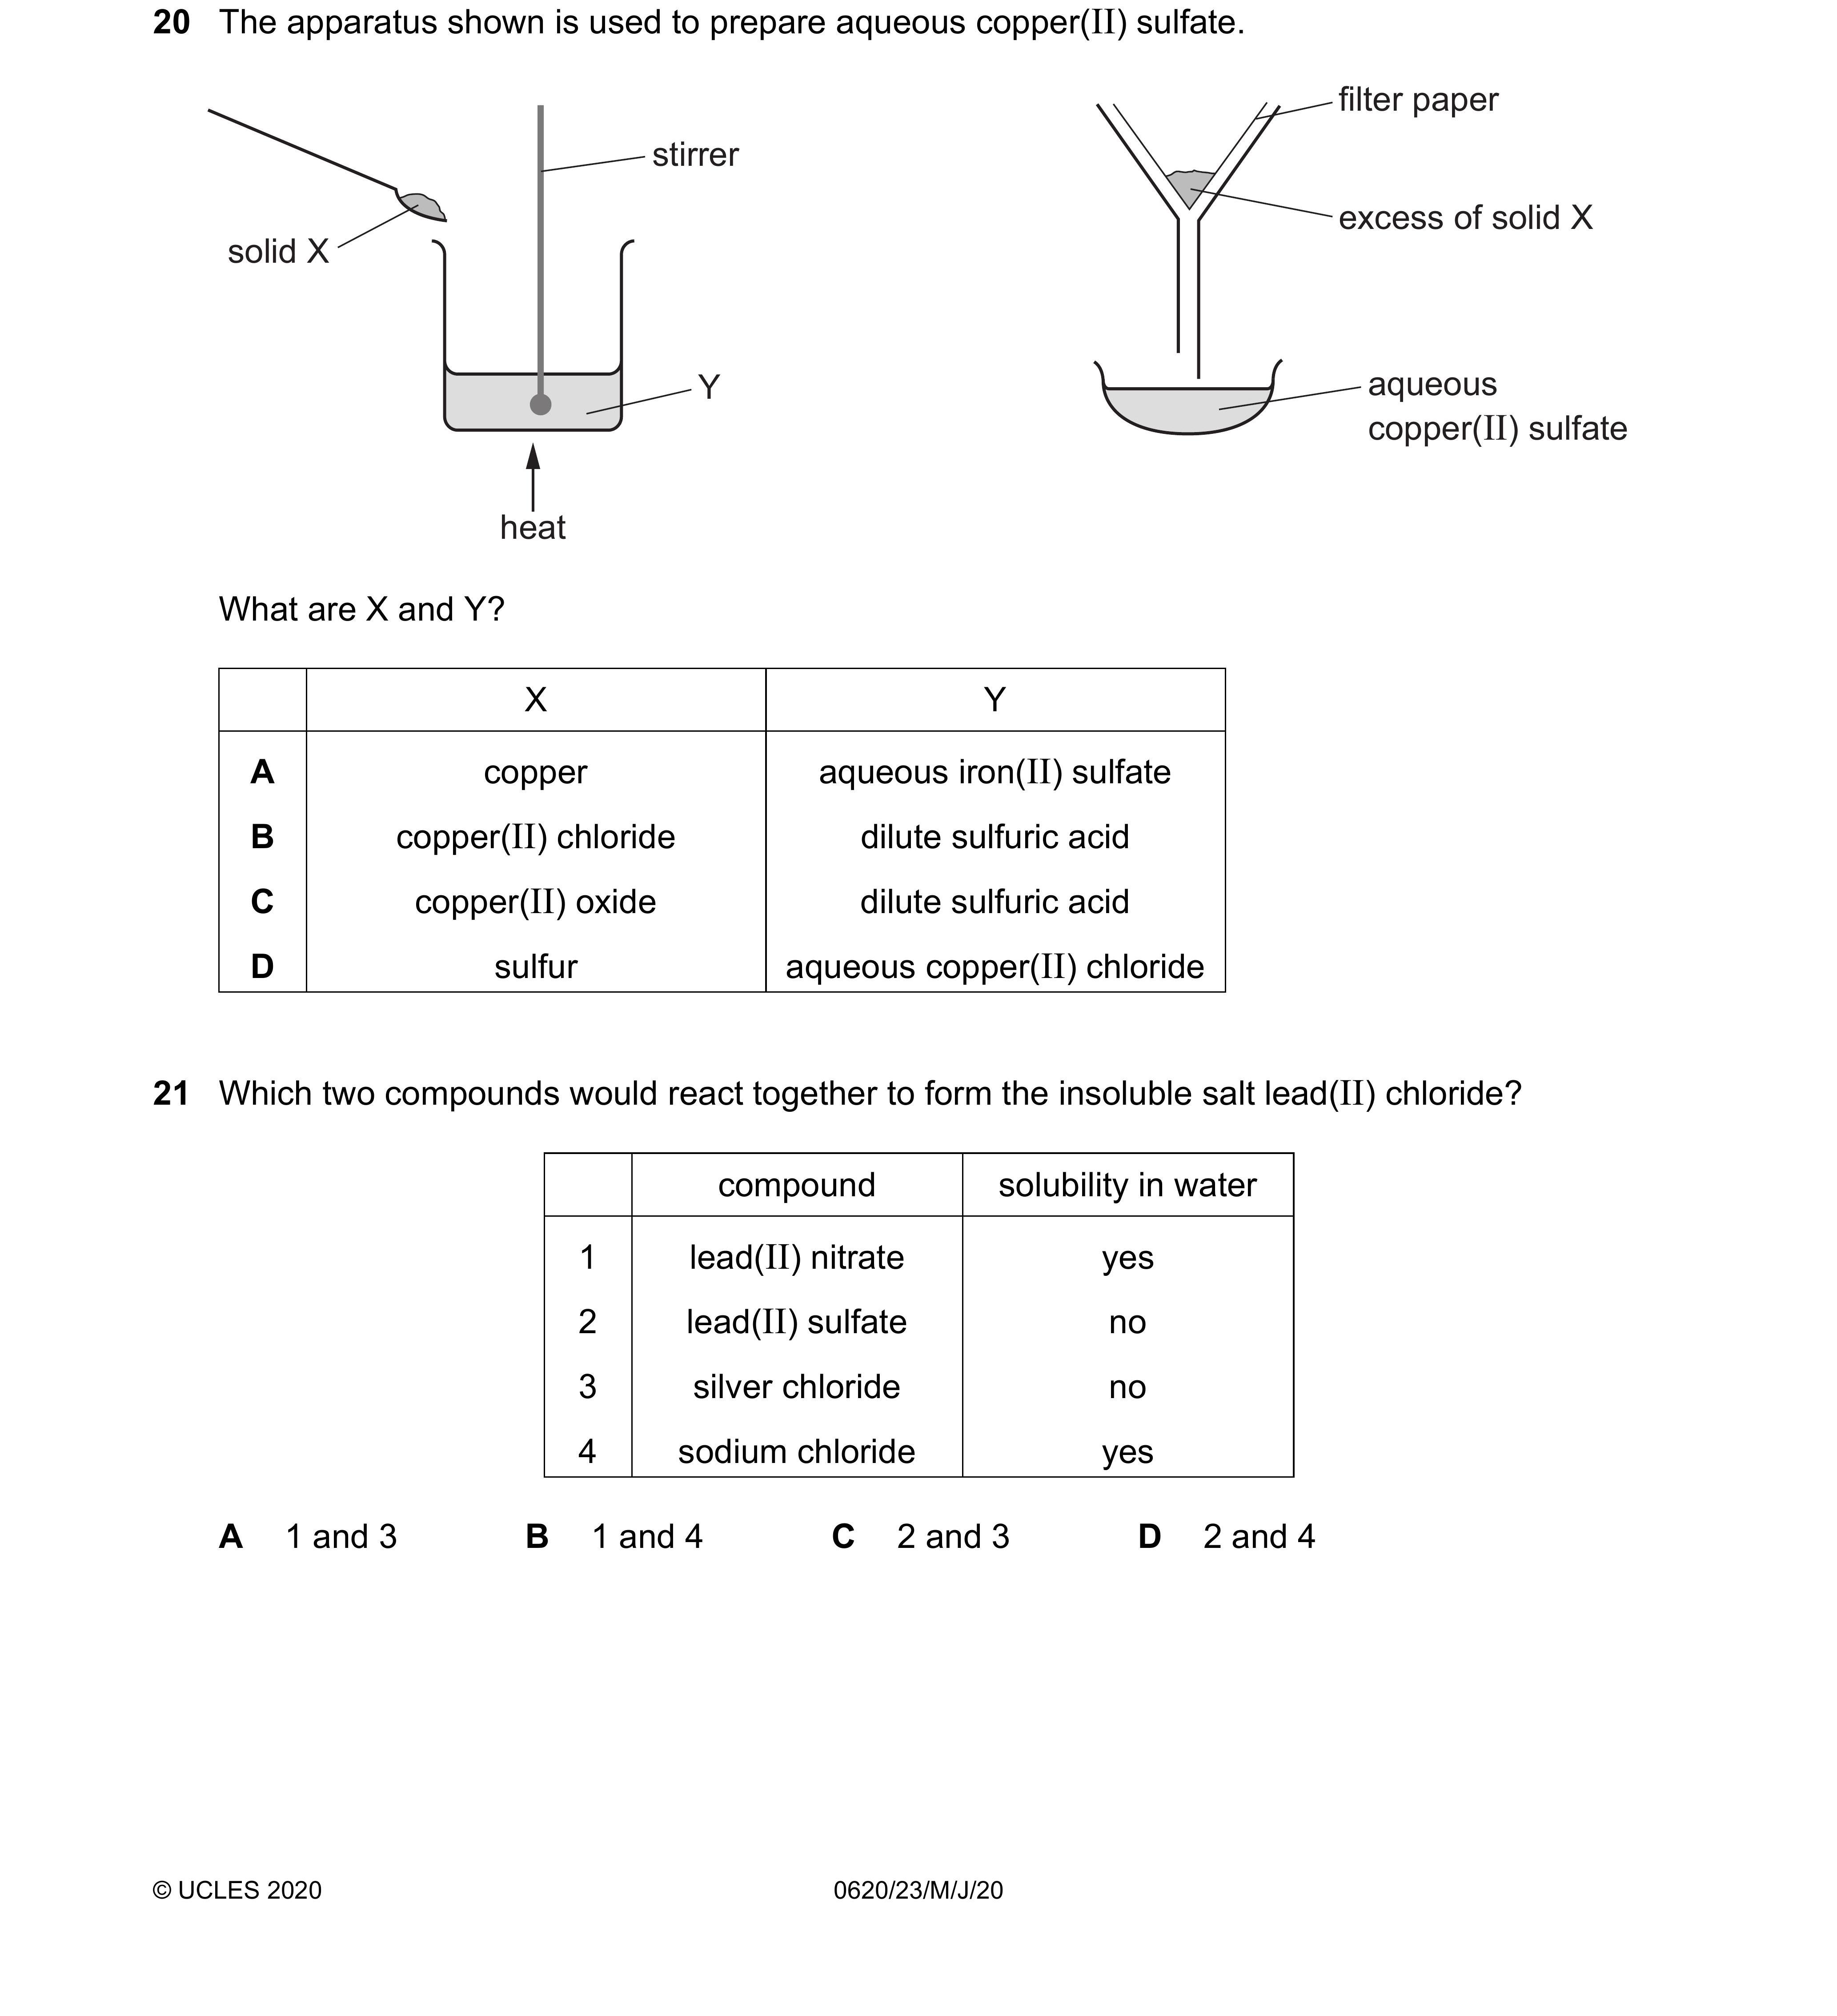 20 The apparatus shown is used to prepare aqueous copper(II) sulfate.
filter paper
stirrer
excess of solid X
solid X
Y
aqueous
copper(II) sulfate
heat
What are X and Y?
X Y
A copper aqueous iron(II) sulfate
B copper(II) chloride dilute sulfuric acid
C copper(II) oxide dilute sulfuric acid
D sulfur aqueous copper(II) chloride
21 Which two compounds would react together to form the insoluble salt lead(II) chloride?
compound solubility in water
1 lead(II) nitrate yes
2 lead(II) sulfate no
3 silver chloride no
4 sodium chloride yes
A 1 and 3 B 1 and 4 C 2 and 3 D 2 and 4
© UCLES 2020 0620/23/M/J/20